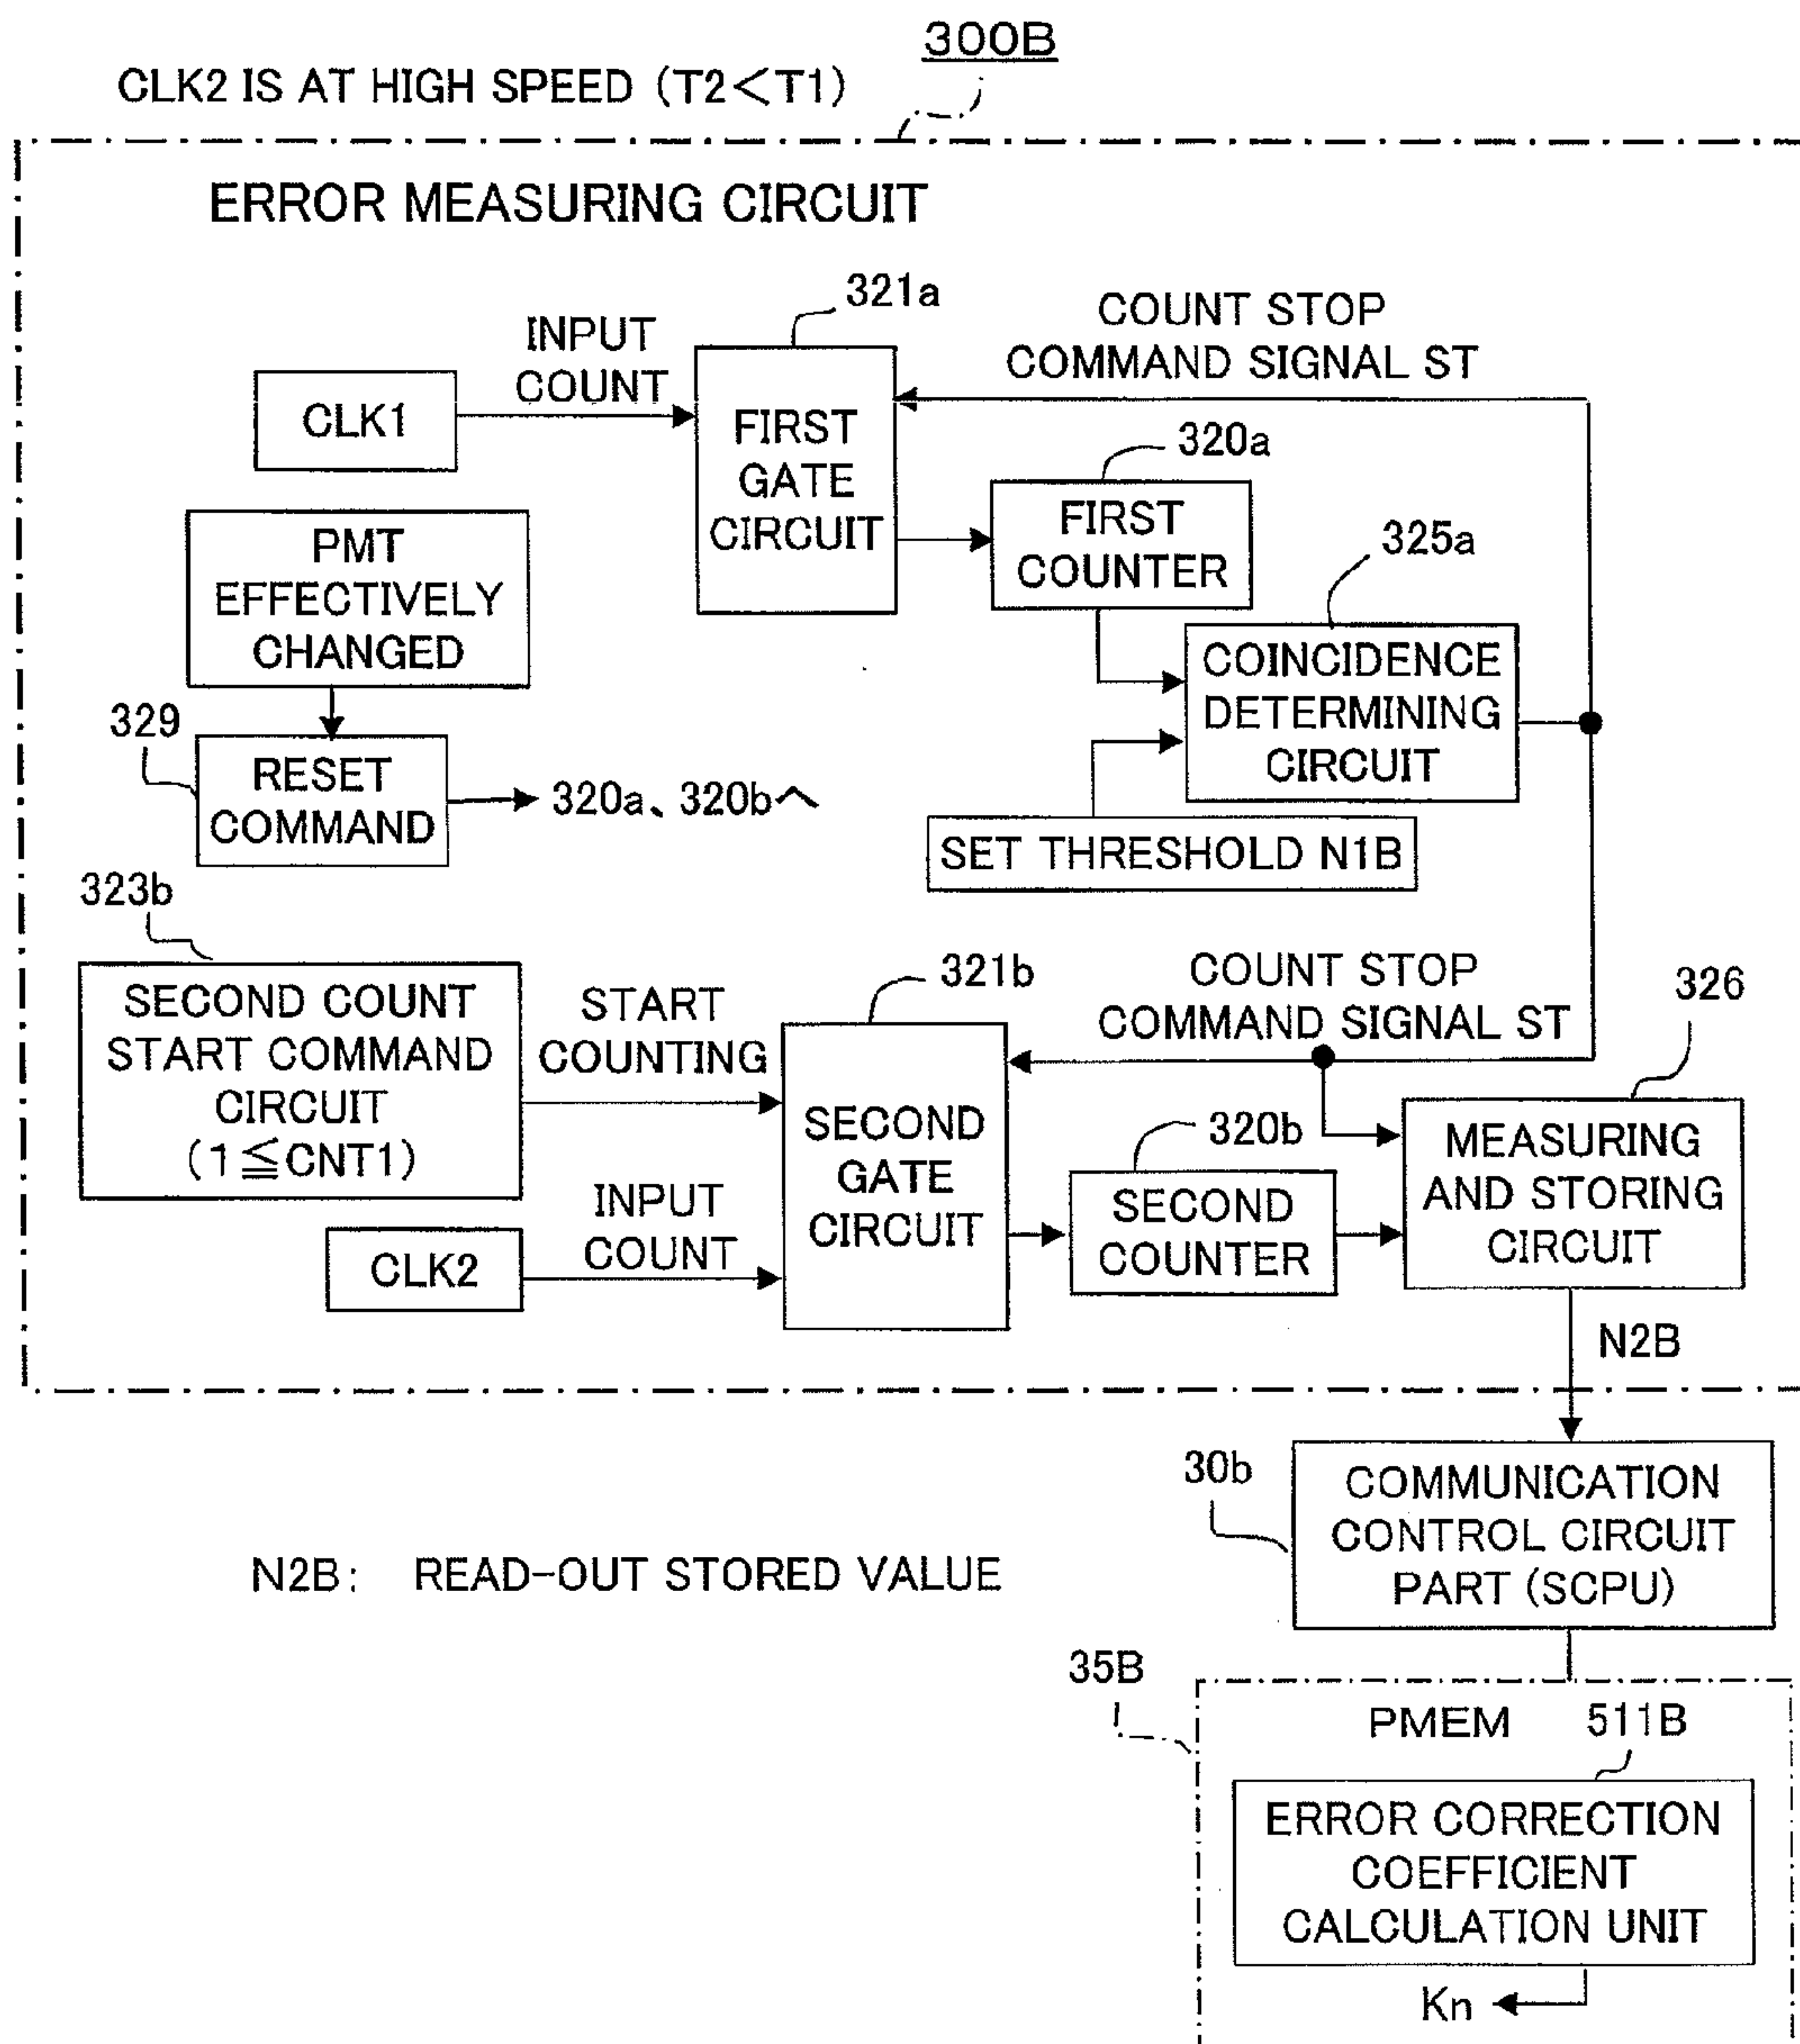 300B
CLK2 IS AT HIGH SPEED (T2<T1)
ERROR MEASURING CIRCUIT
321a
INPUT
COUNT
COUNT STOP
COMMAND SIGNAL ST
CLK1
FIRST
GATE
CIRCUIT
320a
FIRST
COUNTER
325a
PMT
EFFECTIVELY
CHANGED
COINCIDENCE
DETERMINING
CIRCUIT
329
RESET
COMMAND
320a、320bへ
SET THRESHOLD N1B
323b
SECOND COUNT
START COMMAND
CIRCUIT
(1≦CNT1)
START
COUNTING
321b
COUNT STOP
COMMAND SIGNAL ST
326
SECOND
GATE
CIRCUIT
320b
SECOND
COUNTER
MEASURING
AND STORING
CIRCUIT
INPUT
COUNT
CLK2
N2B
30b
COMMUNICATION
CONTROL CIRCUIT
PART (SCPU)
N2B: READ-OUT STORED VALUE
35B
PMEM
511B
ERROR CORRECTION
COEFFICIENT
CALCULATION UNIT
Kn